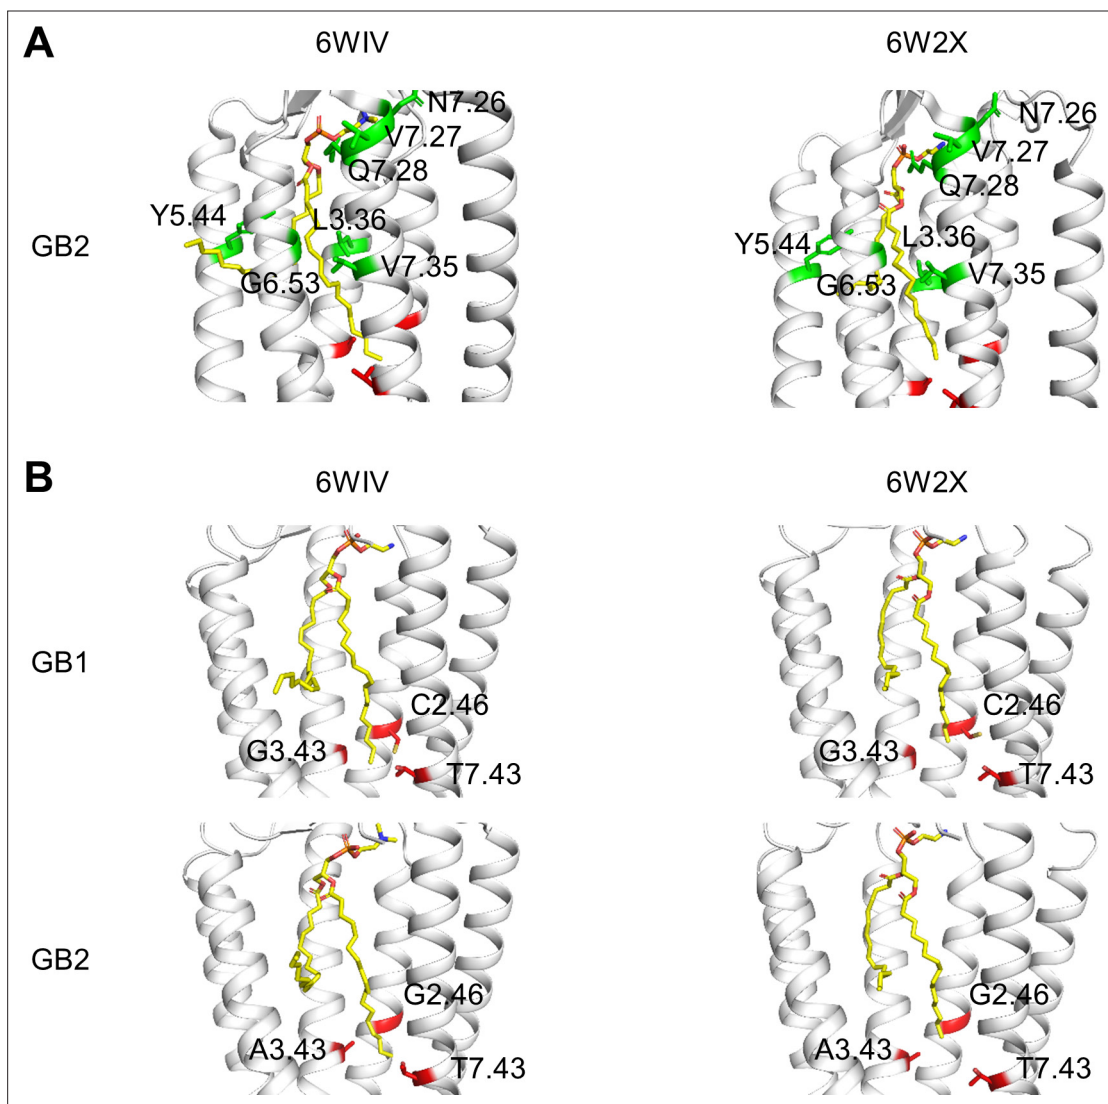 A
6WIV 6W2X
N7.26 N7.26
V7.27 V7.27
Q7.28 Q7.28
Y5.44 L3.36 Y5.44 L3.36
GB2
G6.53 V7.35 G6.53 V7.35
B
6WIV 6W2X
GB1
C2.46 C2.46
G3.43 T7.43 G3.43 T7.43
GB2
G2.46 G2.46
A3.43 T7.43 A3.43 T7.43